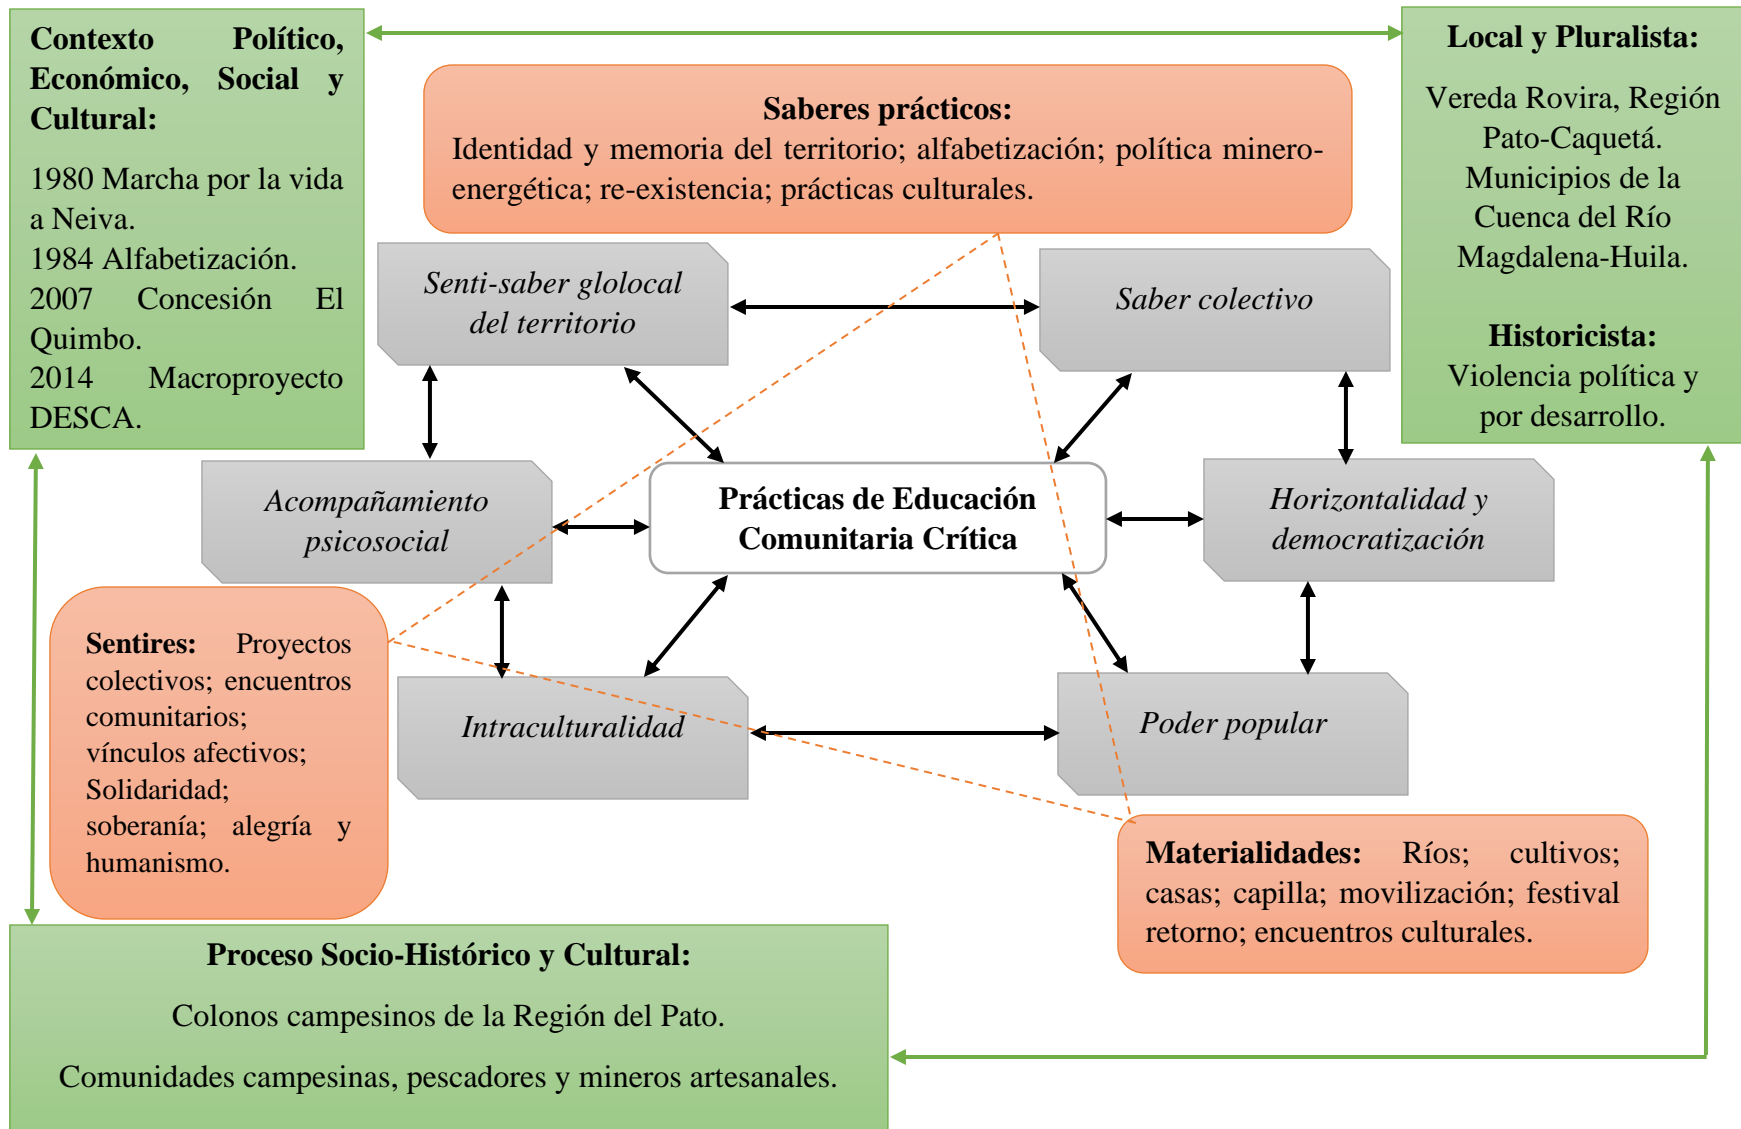 Contexto Político,
Económico, Social y
Cultural:
1980 Marcha por la vida
a Neiva.
1984 Alfabetización.
2007 Concesión El
Quimbo.
2014 Macroproyecto
DESCA.
Local y Pluralista:
Vereda Rovira, Región
Pato-Caquetá.
Municipios de la
Cuenca del Río
Magdalena-Huila.
Historicista:
Violencia política y
por desarrollo.
Saberes prácticos:
Identidad y memoria del territorio; alfabetización; política minero-
energética; re-existencia; prácticas culturales.
Senti-saber glolocal
del territorio
Saber colectivo
Acompañamiento
psicosocial
Prácticas de Educación
Comunitaria Crítica
Horizontalidad y
democratización
Intraculturalidad
Poder popular
Sentires: Proyectos
colectivos; encuentros
comunitarios;
vínculos afectivos;
Solidaridad;
soberanía; alegría y
humanismo.
Materialidades: Ríos; cultivos;
casas; capilla; movilización; festival
retorno; encuentros culturales.
Proceso Socio-Histórico y Cultural:
Colonos campesinos de la Región del Pato.
Comunidades campesinas, pescadores y mineros artesanales.